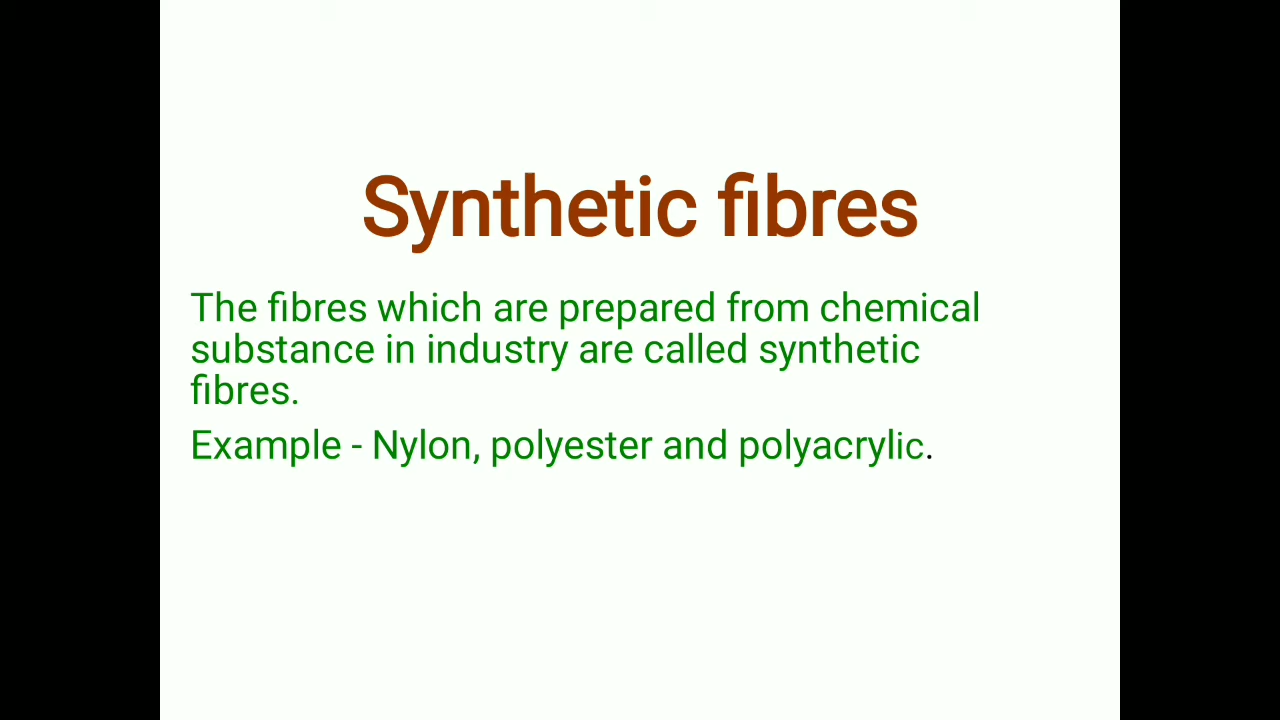 Synthetic fibres
The fibres which are prepared from chemical
substance in industry are called synthetic
fibres.
Example - Nylon, polyester and polyacrylic.